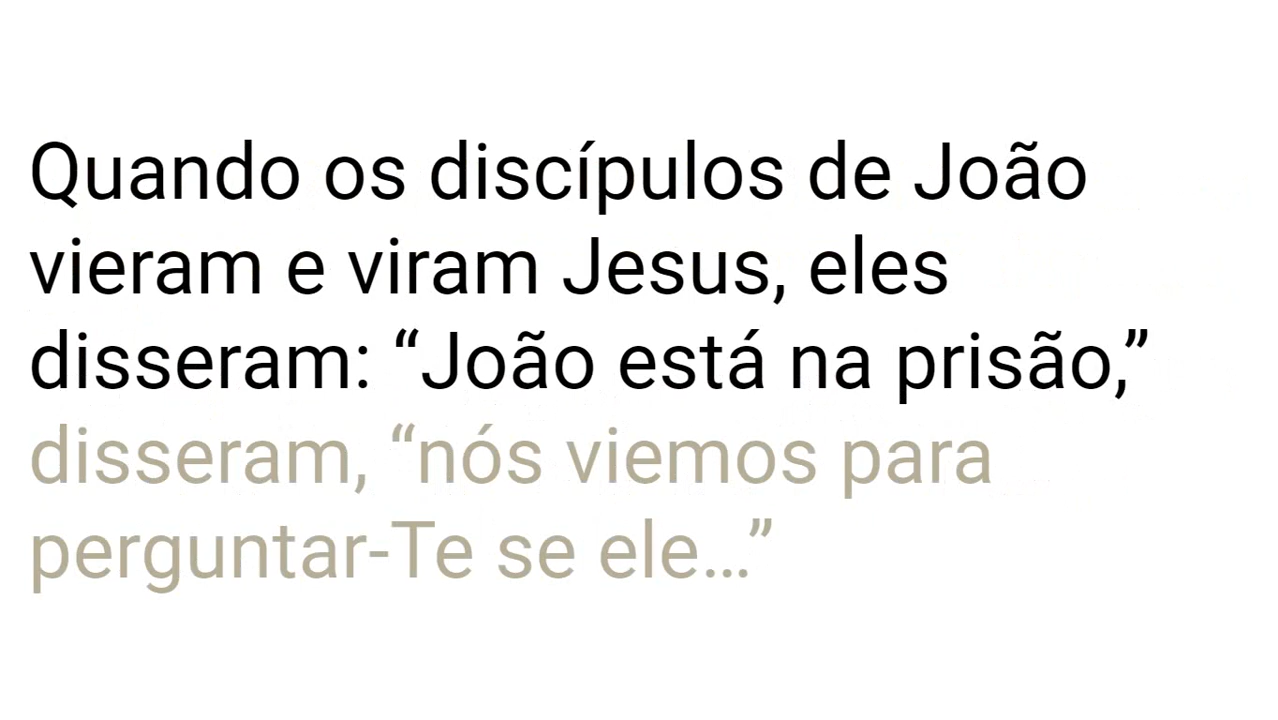 Quando os discípulos de João
vieram e viram Jesus, eles
disseram: “João está na prisão,”
disseram, “nós viemos para
perguntar-Te se ele...”